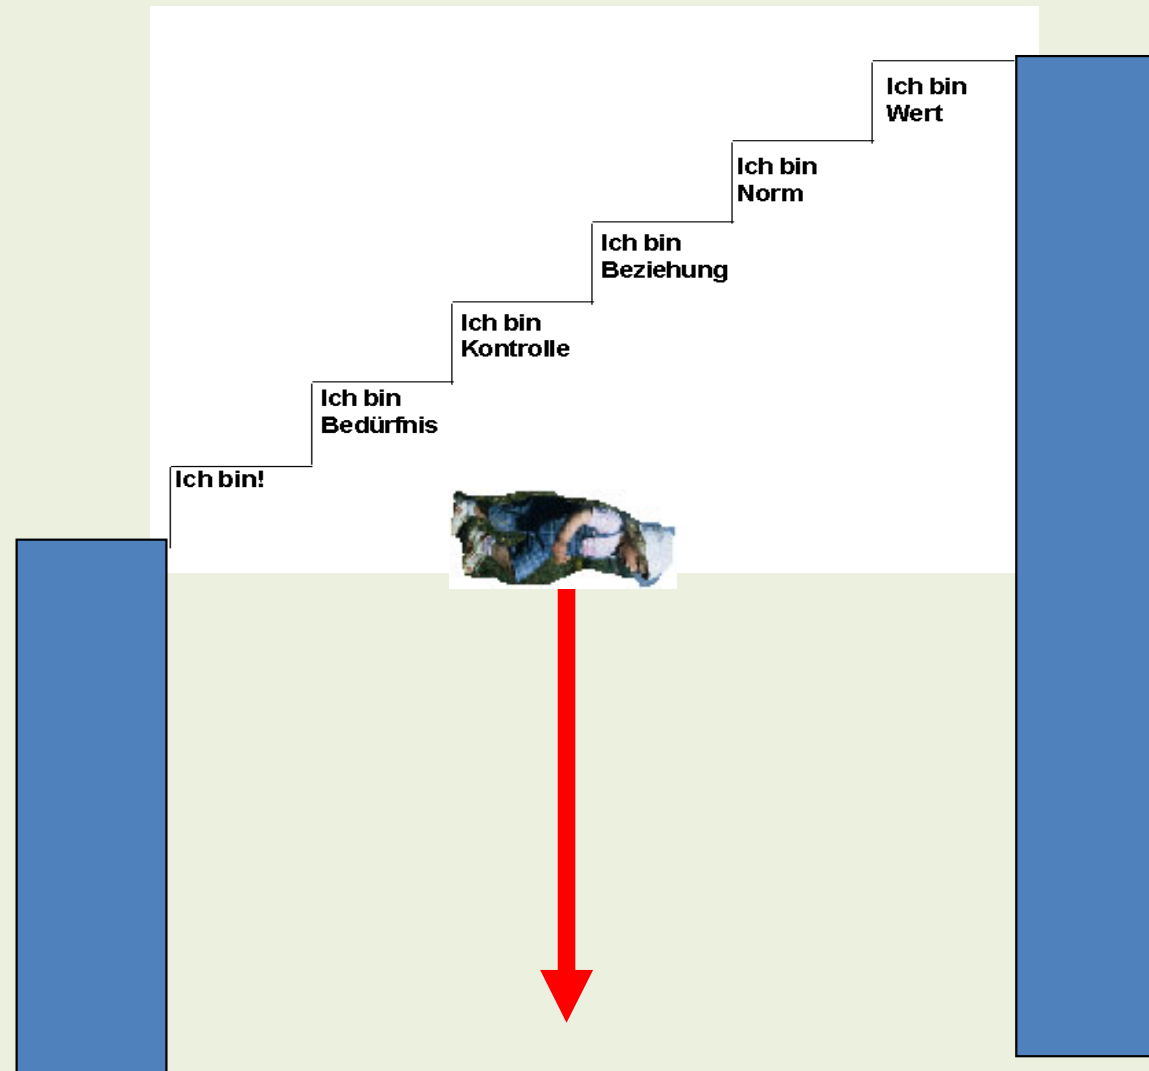 Ich bin
Wert
Ich bin
Norm
Ich bin
Beziehung
Ich bin
Kontrolle
Ich bin
Bedürfnis
Ich bin!